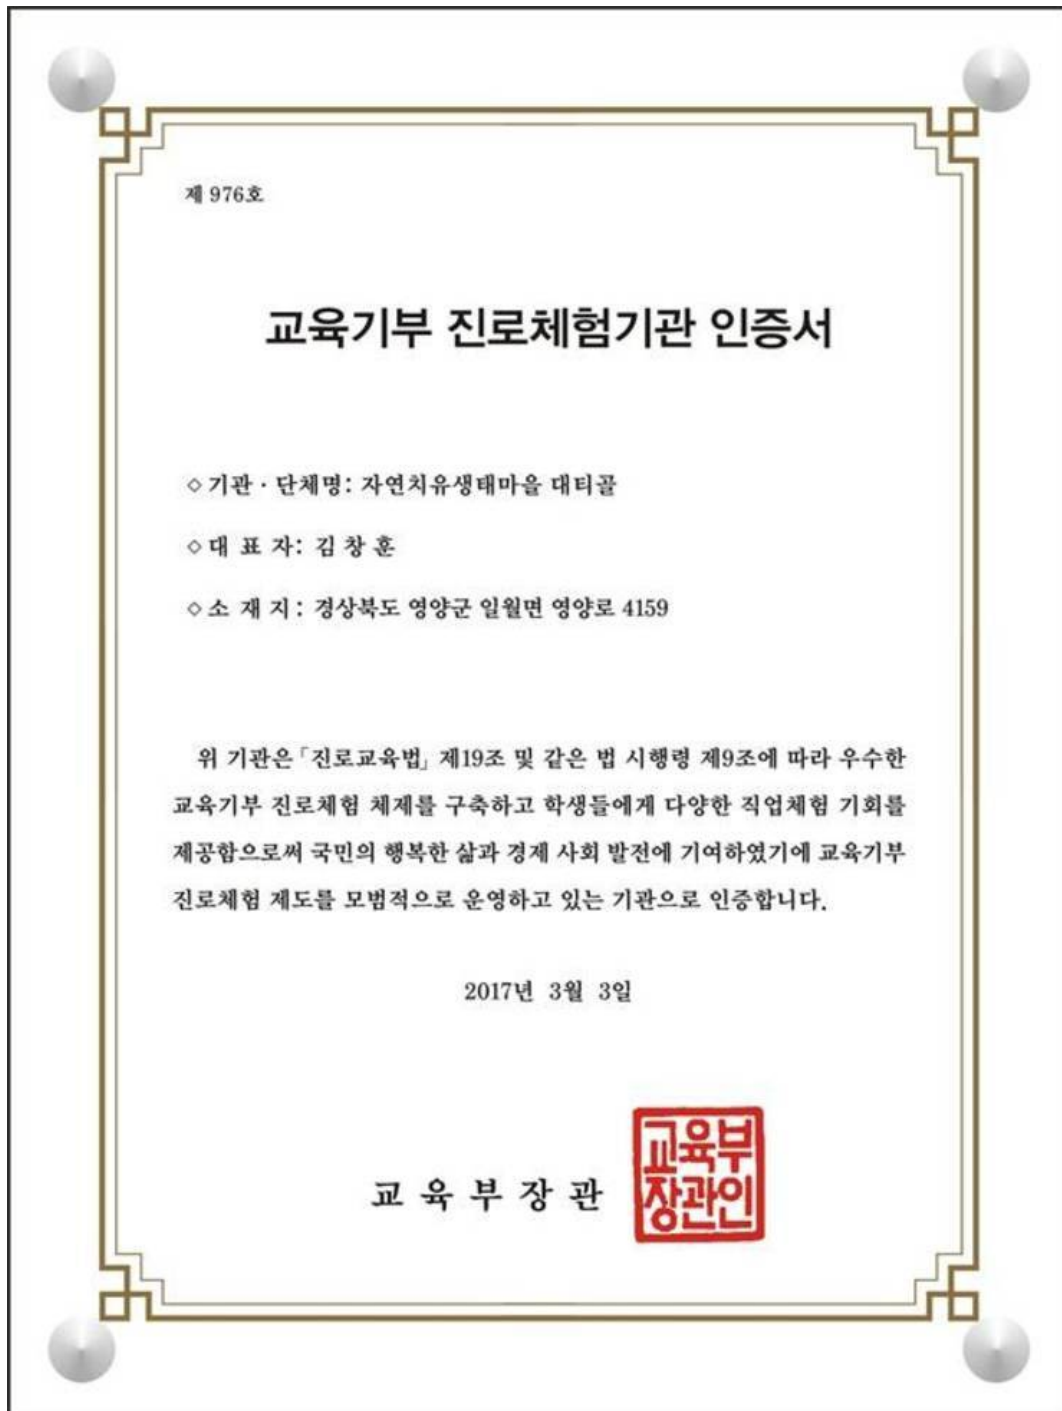 제 976호
교육기부 진로체험기관 인증서
◇ 기관 · 단체명: 자연치유생태마을 대티골
◇ 대 표 자: 김 창 훈
◇ 소 재 지: 경상북도 영양군 일월면 영양로 4159
위 기관은 「진로교육법」 제19조 및 같은 법 시행령 제9조에 따라 우수한
교육기부 진로체험 체제를 구축하고 학생들에게 다양한 직업체험 기회를
제공함으로써 국민의 행복한 삶과 경제 사회 발전에 기여하였기에 교육기부
진로체험 제도를 모범적으로 운영하고 있는 기관으로 인증합니다.
2017년 3월 3일
교 육 부 장 관
교육부
장관인